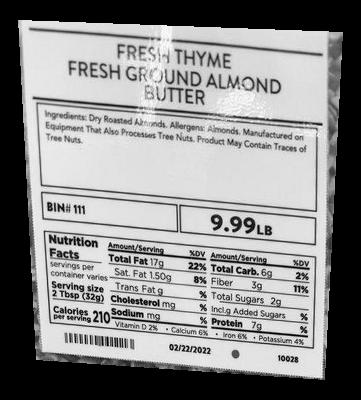 FRESH THYME
FRESH GROUND ALMOND
BUTTER
Ingredients: Dry Roasted Almonds. Allergens: Almonds. Manufactured on
Equipment That Also Processes Tree Nuts. Product May Contain Traces of
Tree Nuts.
BIN# 111
9.99LB
Nutrition Facts
servings per
container varies
Serving size
2 Tbsp (32g)
Calories
per serving 210
Amount/Serving %DV
Total Fat 17g 22%
Sat. Fat 1.50g 8%
Trans Fat g %
Cholesterol mg %
Sodium mg %
Amount/Serving %DV
Total Carb. 6g 2%
Fiber 3g 11%
Total Sugars 2g
Incl.g Added Sugars %
Protein 7g %
Vitamin D 2% • Calcium 6% • Iron 6% • Potassium 4%
02/22/2022
10028